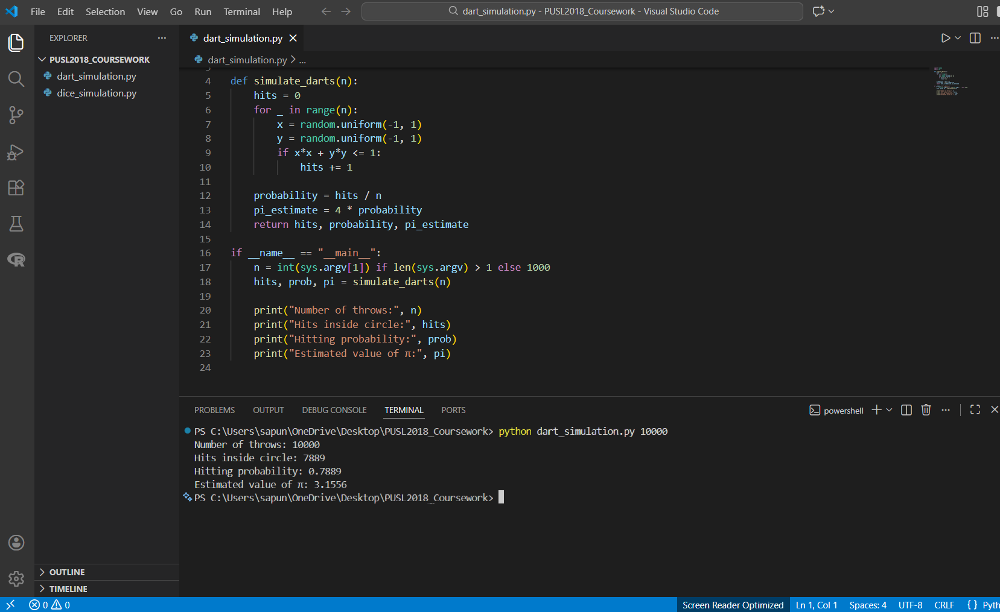 File Edit Selection View Go Run Terminal Help
dart_simulation.py - PUSL2018_Coursework - Visual Studio Code
EXPLORER
PUSL2018_COURSEWORK
dart_simulation.py
dice_simulation.py
OUTLINE
TIMELINE
dart_simulation.py
dart_simulation.py > ...
4 def simulate_darts(n):
5 hits = 0
6 for _ in range(n):
7 x = random.uniform(-1, 1)
8 y = random.uniform(-1, 1)
9 if x*x + y*y <= 1:
10 hits += 1
11
12 probability = hits / n
13 pi_estimate = 4 * probability
14 return hits, probability, pi_estimate
15
16 if __name__ == "__main__":
17 n = int(sys.argv[1]) if len(sys.argv) > 1 else 1000
18 hits, prob, pi = simulate_darts(n)
19
20 print("Number of throws:", n)
21 print("Hits inside circle:", hits)
22 print("Hitting probability:", prob)
23 print("Estimated value of π:", pi)
24
PROBLEMS OUTPUT DEBUG CONSOLE TERMINAL PORTS
powershell
PS C:\Users\sapun\OneDrive\Desktop\PUSL2018_Coursework> python dart_simulation.py 10000
Number of throws: 10000
Hits inside circle: 7889
Hitting probability: 0.7889
Estimated value of π: 3.1556
PS C:\Users\sapun\OneDrive\Desktop\PUSL2018_Coursework>
0 0
Screen Reader Optimized Ln 1, Col 1 Spaces: 4 UTF-8 CRLF {} Pyth